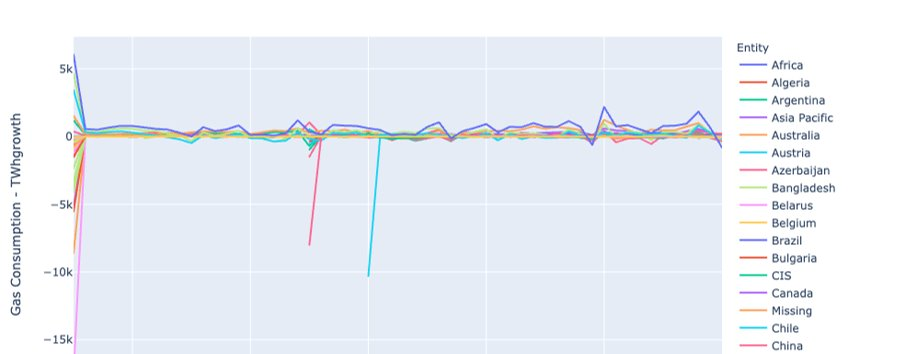 Gas Consumption - TWhgrowth
5k
0
−5k
−10k
−15k
Entity
Africa
Algeria
Argentina
Asia Pacific
Australia
Austria
Azerbaijan
Bangladesh
Belarus
Belgium
Brazil
Bulgaria
CIS
Canada
Missing
Chile
China